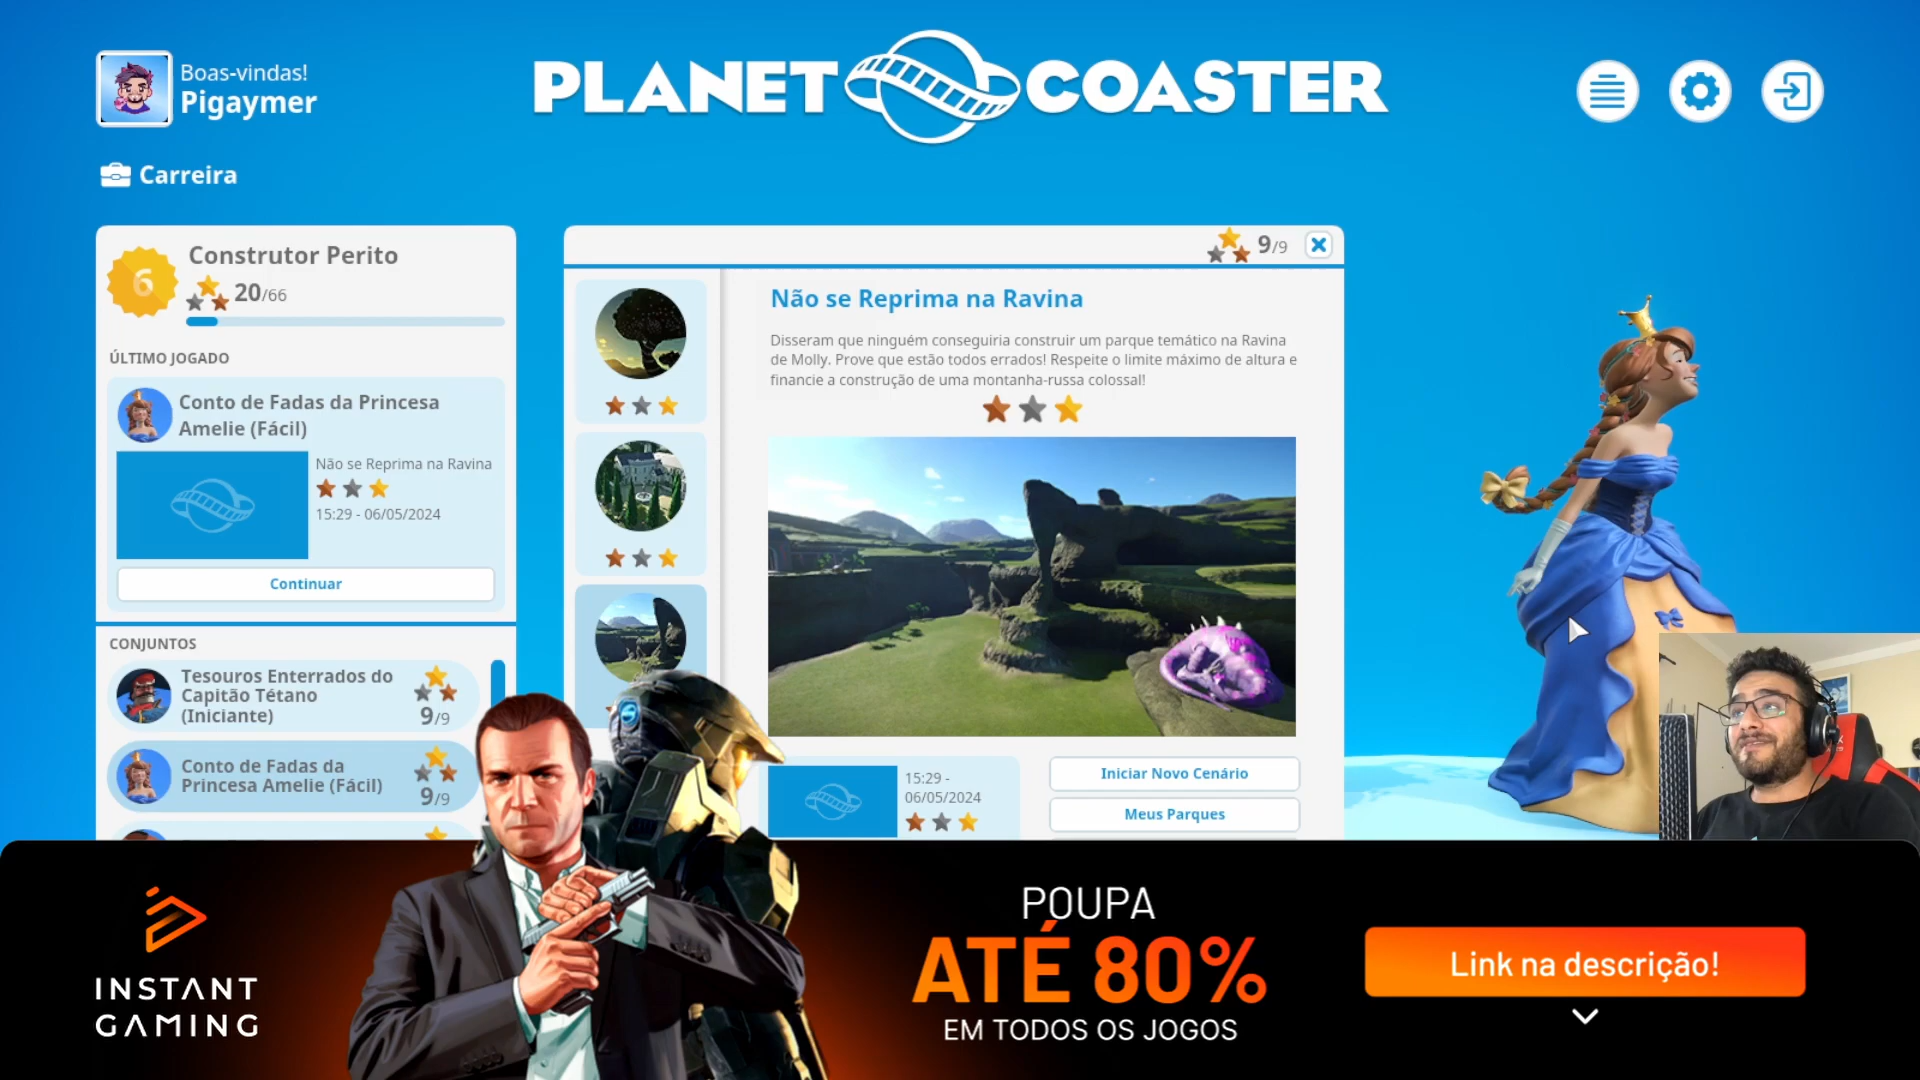 Boas-vindas!
Pigaymer
PLANET COASTER
Carreira
6
Construtor Perito
20/66
ÚLTIMO JOGADO
Conto de Fadas da Princesa
Amelie (Fácil)
Não se Reprima na Ravina
15:29 - 06/05/2024
Continuar
CONJUNTOS
Tesouros Enterrados do
Capitão Tétano
(Iniciante)
9/9
Conto de Fadas da
Princesa Amelie (Fácil)
9/9
9/9
Não se Reprima na Ravina
Disseram que ninguém conseguiria construir um parque temático na Ravina
de Molly. Prove que estão todos errados! Respeite o limite máximo de altura e
financie a construção de uma montanha-russa colossal!
15:29 -
06/05/2024
Iniciar Novo Cenário
Meus Parques
INSTANT
GAMING
POUPA
ATÉ 80%
EM TODOS OS JOGOS
Link na descrição!